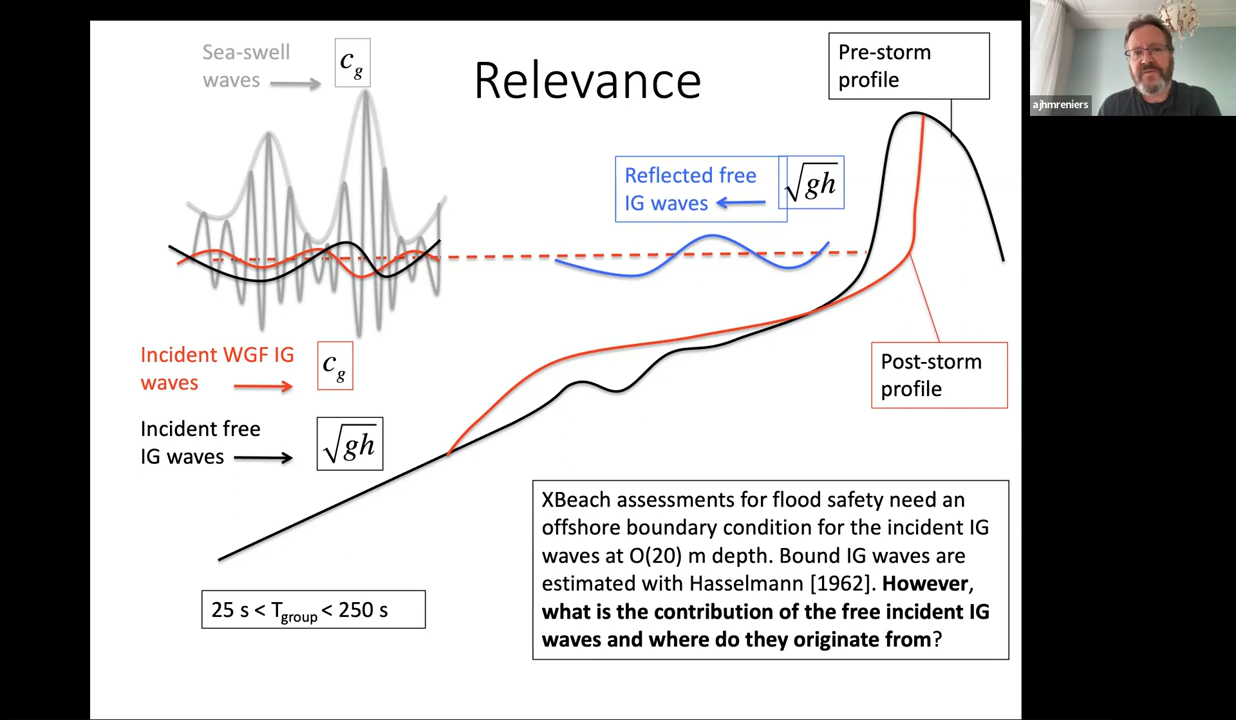 Sea-swell
waves
c_g
Relevance
Pre-storm
profile
ajhmreniers
Reflected free
IG waves
√gh
Incident WGF IG
waves
c_g
Incident free
IG waves
√gh
Post-storm
profile
XBeach assessments for flood safety need an
offshore boundary condition for the incident IG
waves at O(20) m depth. Bound IG waves are
estimated with Hasselmann [1962]. However,
what is the contribution of the free incident IG
waves and where do they originate from?
25 s < T_group < 250 s